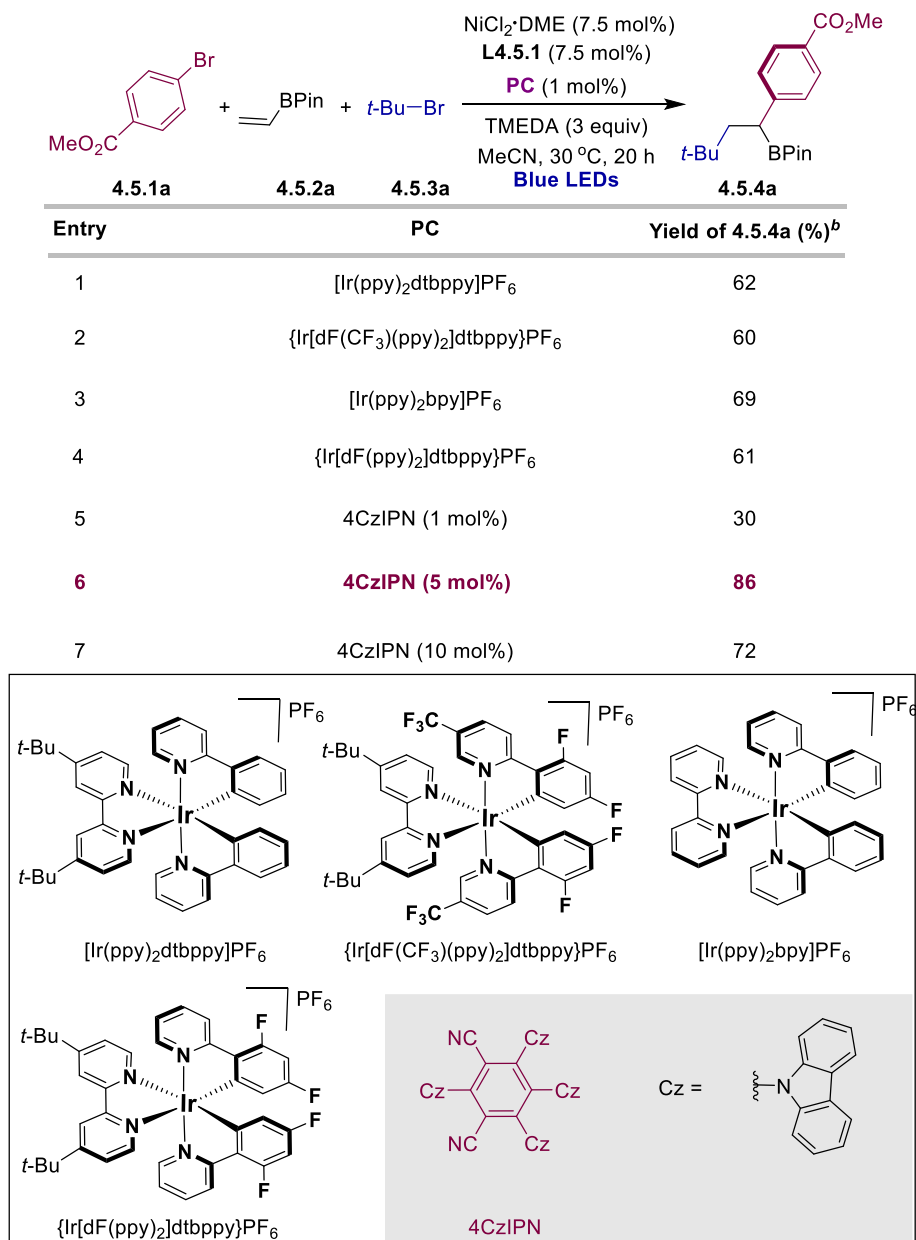 NiCl2•DME (7.5 mol%)
L4.5.1 (7.5 mol%)
PC (1 mol%)
TMEDA (3 equiv)
MeCN, 30 °C, 20 h
Blue LEDs
Br
MeO2C
+
BPin
+
t-Bu–Br
CO2Me
t-Bu
BPin
4.5.1a 4.5.2a 4.5.3a 4.5.4a
Entry PC Yield of 4.5.4a (%)b
1 [Ir(ppy)2dtbppy]PF6 62
2 {Ir[dF(CF3)(ppy)2]dtbppy}PF6 60
3 [Ir(ppy)2bpy]PF6 69
4 {Ir[dF(ppy)2]dtbppy}PF6 61
5 4CzIPN (1 mol%) 30
6 4CzIPN (5 mol%) 86
7 4CzIPN (10 mol%) 72
PF6
t-Bu
N
N
Ir
N
t-Bu
N
[Ir(ppy)2dtbppy]PF6
PF6
F3C
F
t-Bu
N
N
F
Ir
F
N
t-Bu
N
F
F3C
{Ir[dF(CF3)(ppy)2]dtbppy}PF6
PF6
N
N
Ir
N
N
[Ir(ppy)2bpy]PF6
PF6
t-Bu
F
N
N
F
Ir
F
N
t-Bu
N
F
{Ir[dF(ppy)2]dtbppy}PF6
NC
Cz
Cz
Cz
NC
Cz
4CzIPN
Cz =
N